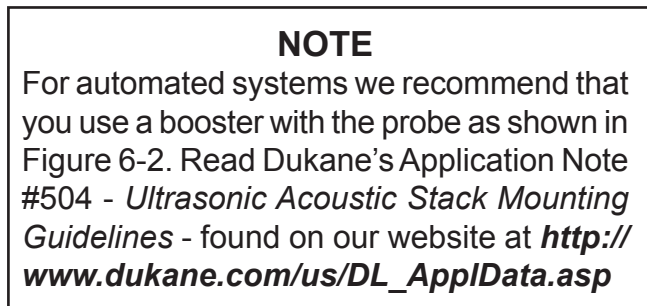 NOTE
For automated systems we recommend that
you use a booster with the probe as shown in
Figure 6-2. Read Dukane's Application Note
#504 - Ultrasonic Acoustic Stack Mounting
Guidelines - found on our website at http://
www.dukane.com/us/DL_ApplData.asp